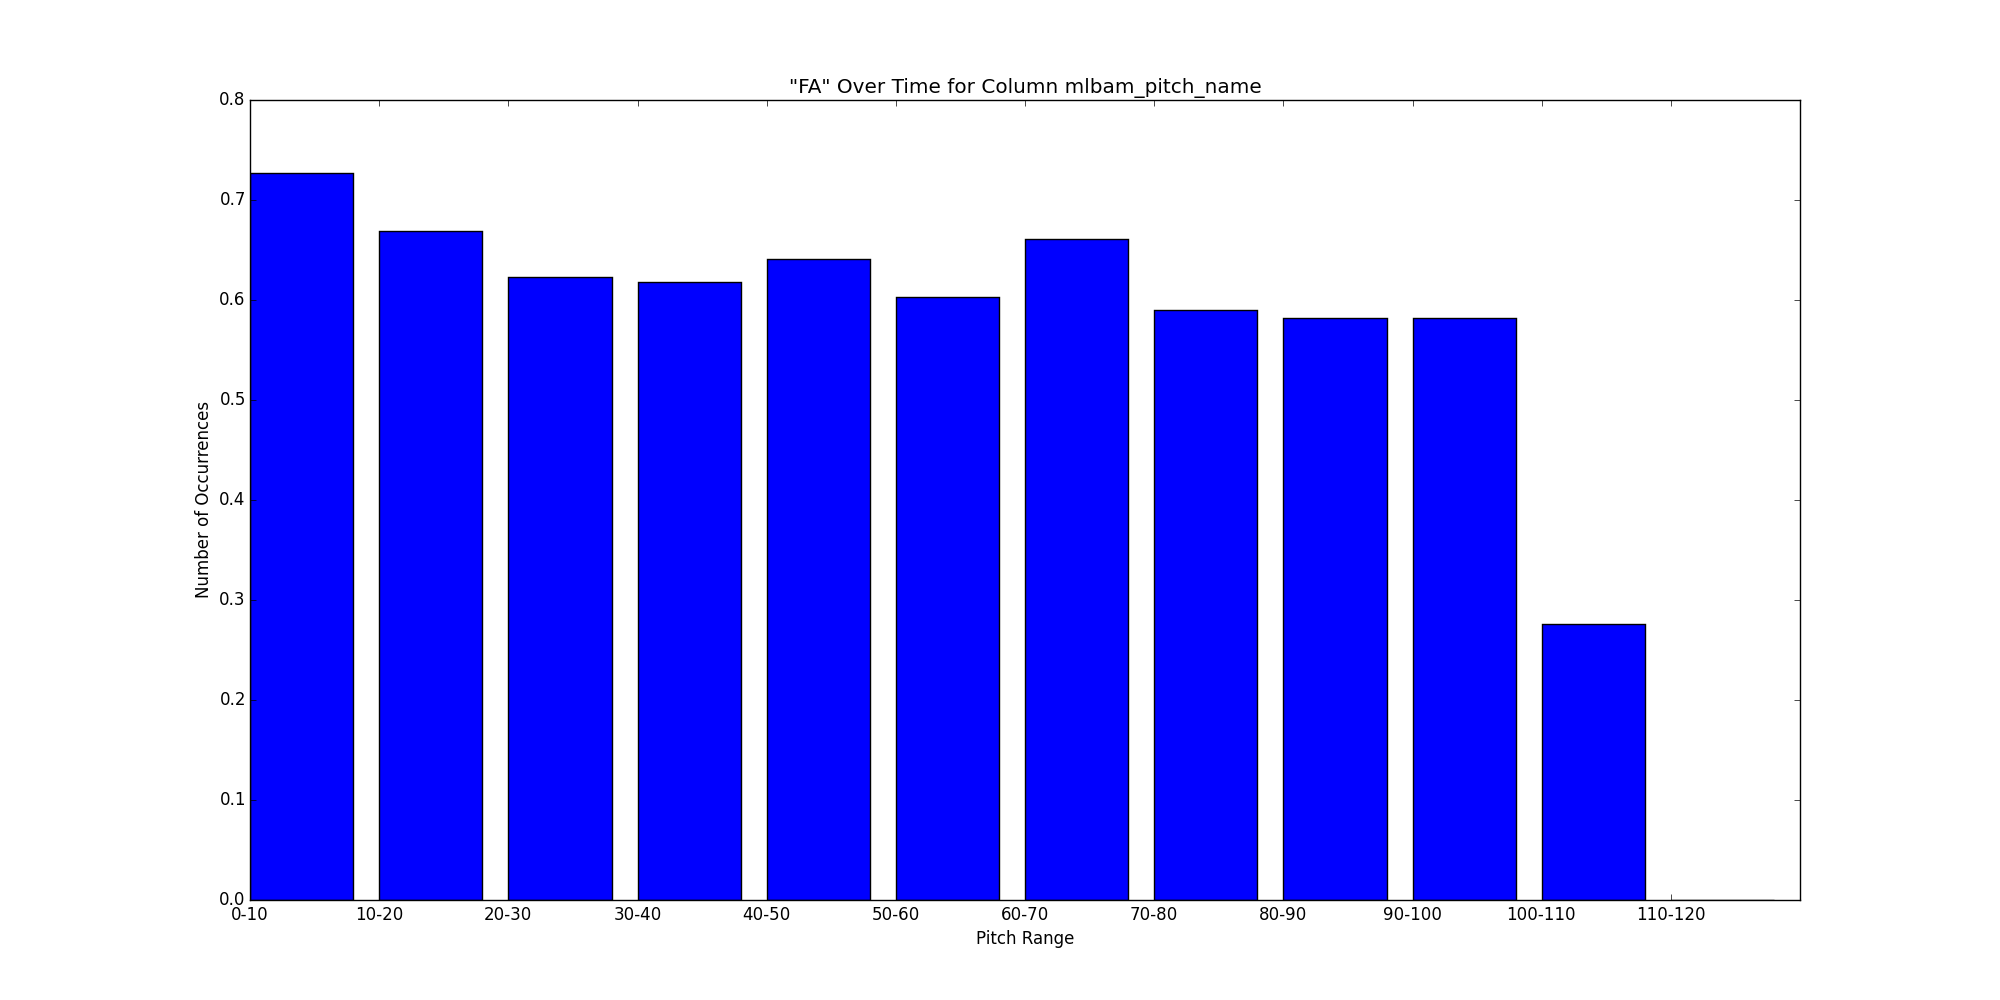 "FA" Over Time for Column mlbam_pitch_name
0.8
0.7
0.6
0.5
0.4
0.3
0.2
0.1
0.0
Number of Occurrences
0-10 10-20 20-30 30-40 40-50 50-60 60-70 70-80 80-90 90-100 100-110 110-120
Pitch Range